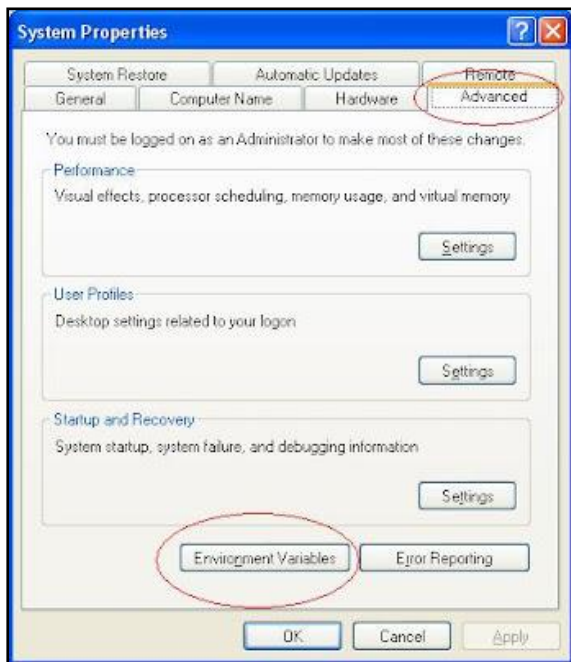 System Properties
System Restore
Automatic Updates
Remote
General
Computer Name
Hardware
Advanced
You must be logged on as an Administrator to make most of these changes.
Performance
Visual effects, processor scheduling, memory usage, and virtual memory
Settings
User Profiles
Desktop settings related to your logon
Settings
Startup and Recovery
System startup, system failure, and debugging information
Settings
Environment Variables
Error Reporting
OK
Cancel
Apply